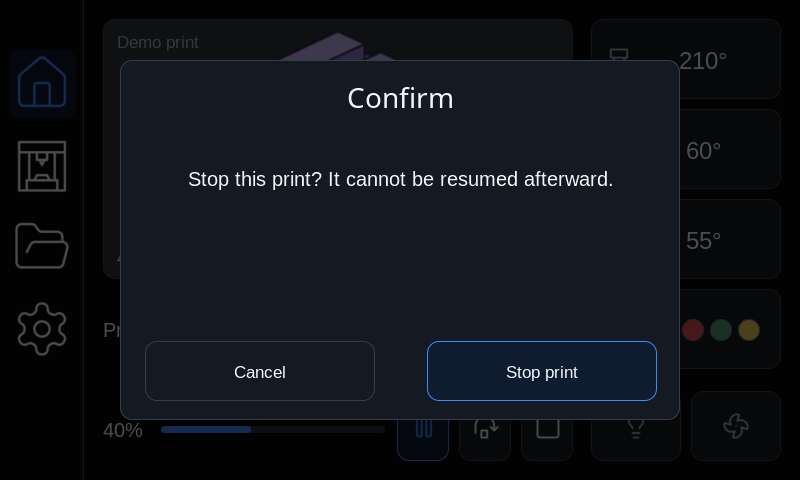 Demo print
210°
Confirm
60°
Stop this print? It cannot be resumed afterward.
55°
Cancel
Stop print
40%